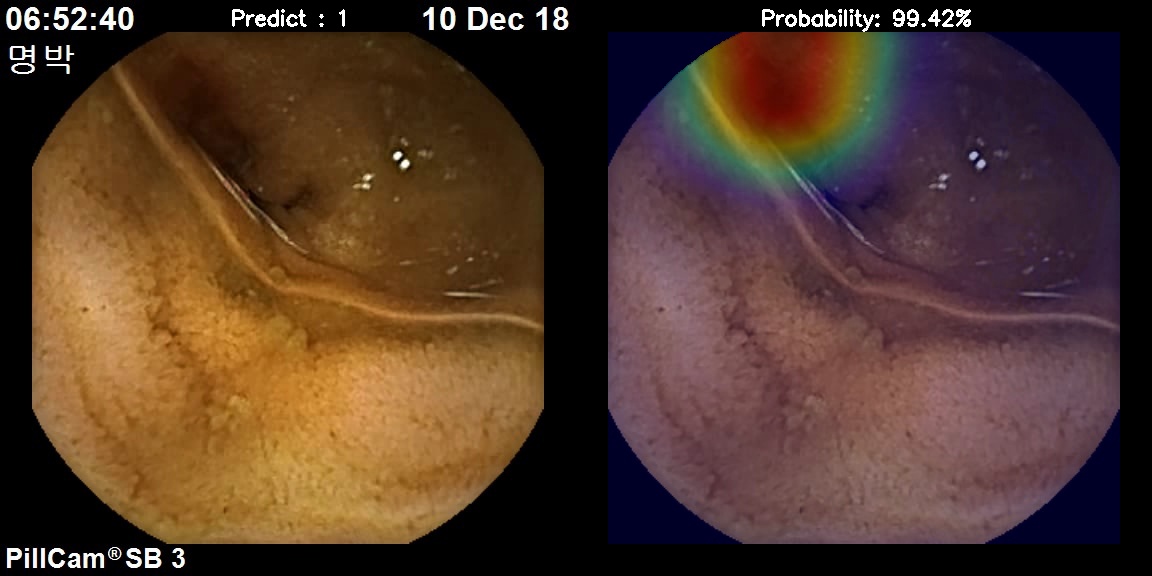 06:52:40
Predict : 1
10 Dec 18
Probability: 99.42%
명박
PillCam® SB 3